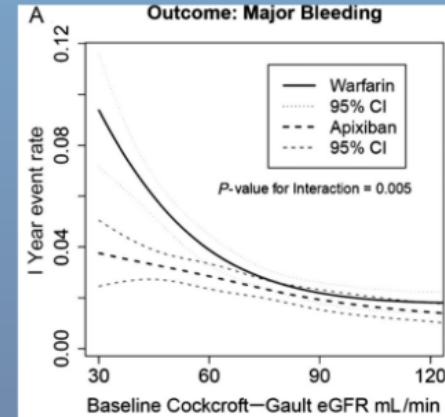 A
Outcome: Major Bleeding
0.12
0.08
0.04
0.00
I Year event rate
Warfarin
95% CI
Apixiban
95% CI
P-value for Interaction = 0.005
30
60
90
120
Baseline Cockcroft—Gault eGFR mL/min